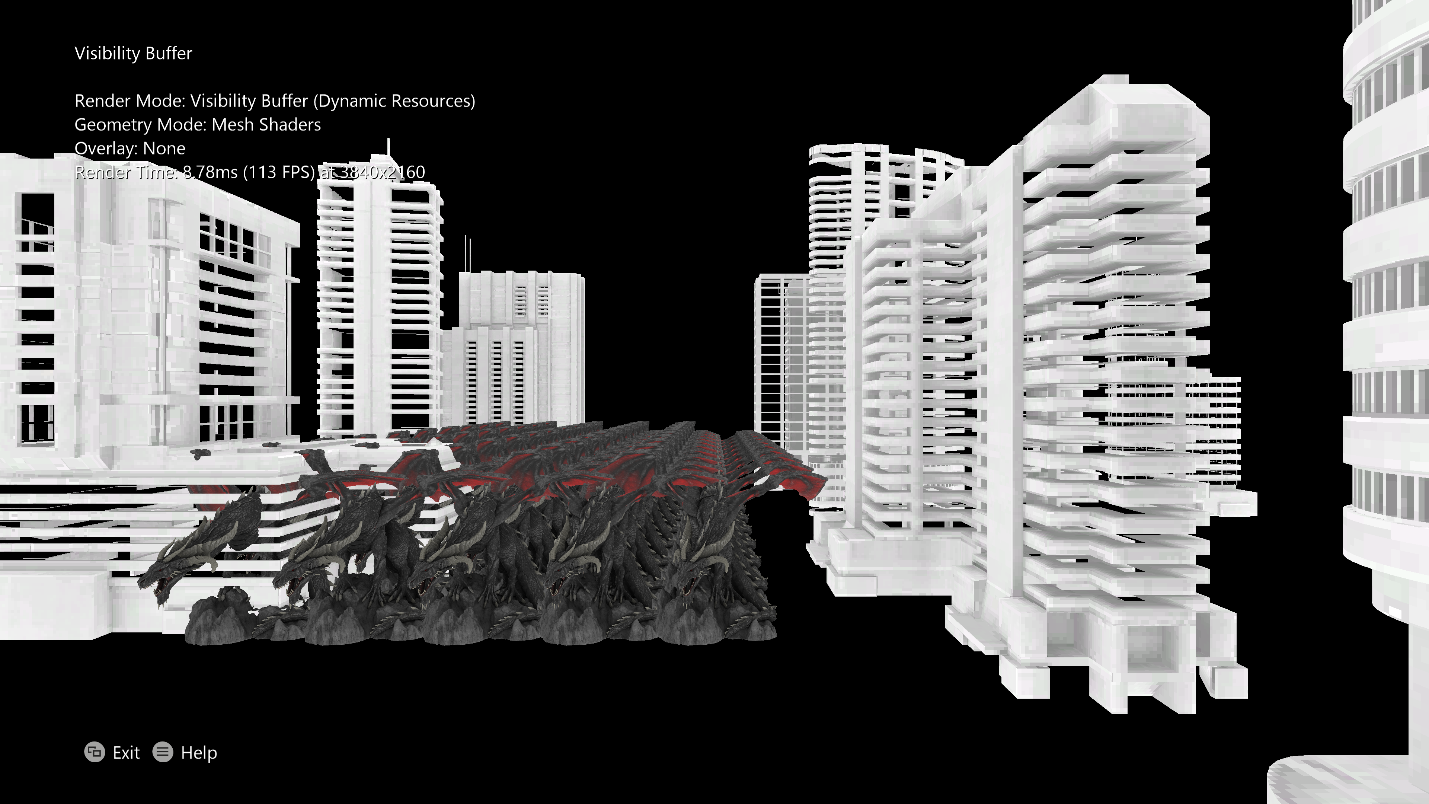 Visibility Buffer
Render Mode: Visibility Buffer (Dynamic Resources)
Geometry Mode: Mesh Shaders
Overlay: None
Render Time: 8.78ms (113 FPS) at 3840x2160
Exit Help